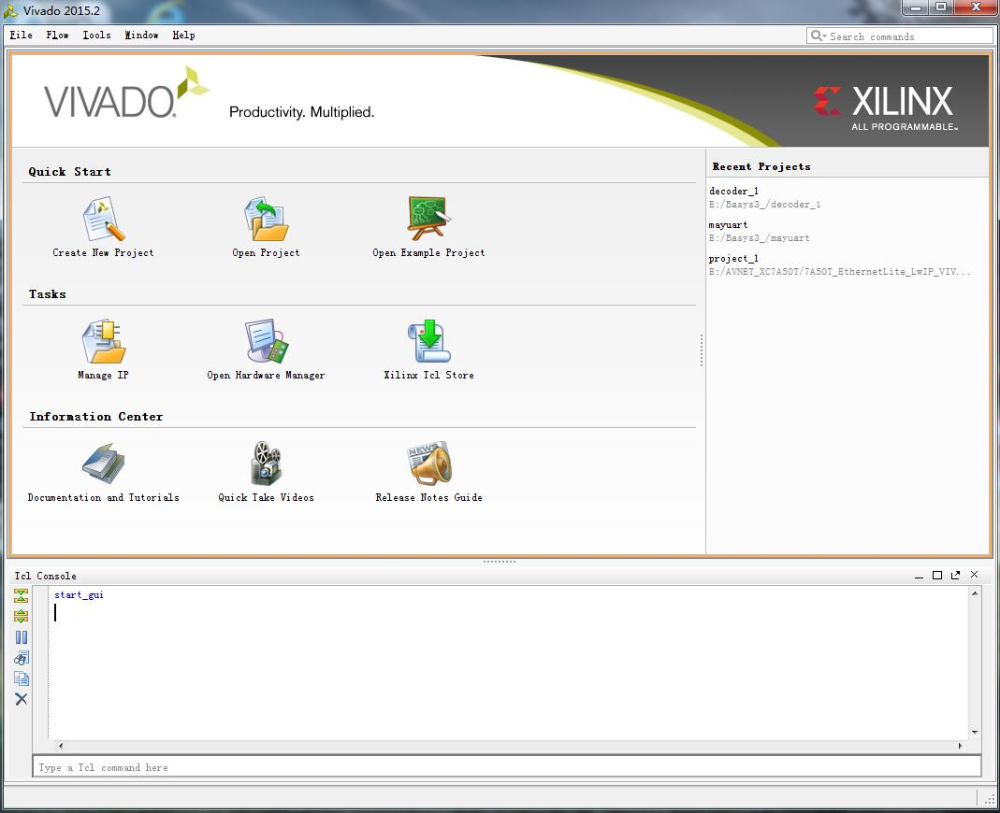 Vivado 2015.2
File Flow Tools Window Help
Search commands
VIVADO.
Productivity. Multiplied.
XILINX
ALL PROGRAMMABLE™
Quick Start
Create New Project
Open Project
Open Example Project
Tasks
Manage IP
Open Hardware Manager
Xilinx Tcl Store
Information Center
NEWS
Documentation and Tutorials
Quick Take Videos
Release Notes Guide
Recent Projects
decoder_1
E:/Basys3_/decoder_1
mayuart
E:/Basys3_/mayuart
project_1
E:/AVNET_XC7A50T/7A50T_EthernetLite_LwIP_VIV...
Tcl Console
start_gui
Type a Tcl command here